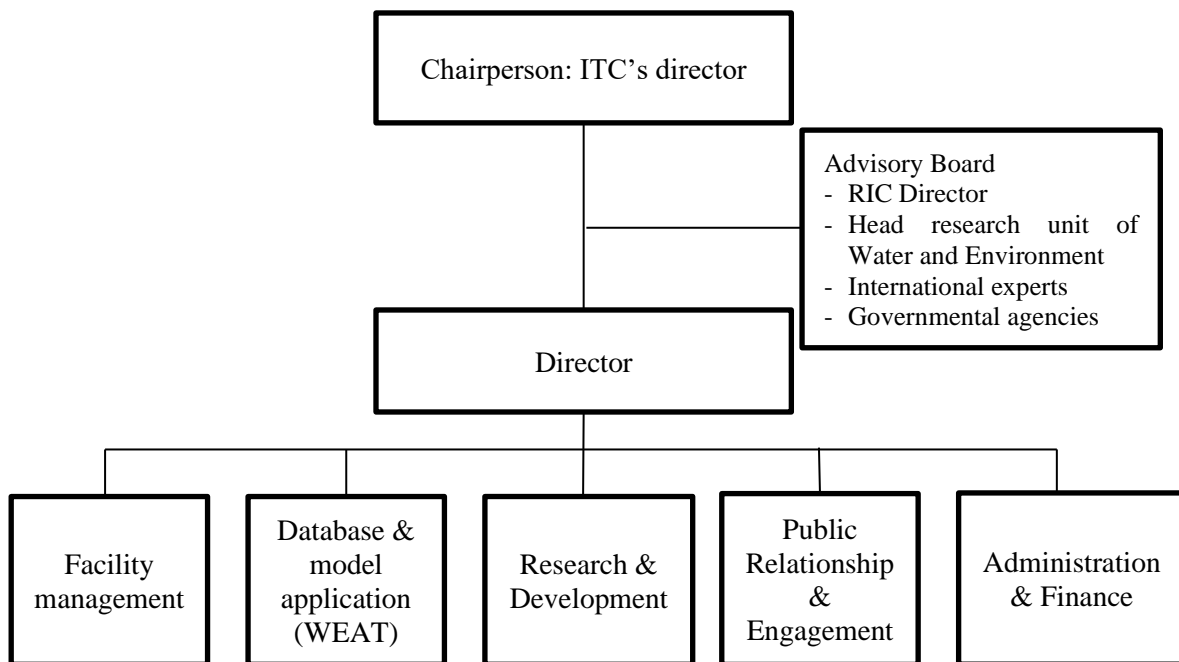 Chairperson: ITC’s director
Advisory Board
- RIC Director
- Head research unit of
Water and Environment
- International experts
- Governmental agencies
Director
Facility
management
Database &
model
application
(WEAT)
Research &
Development
Public
Relationship
&
Engagement
Administration
& Finance